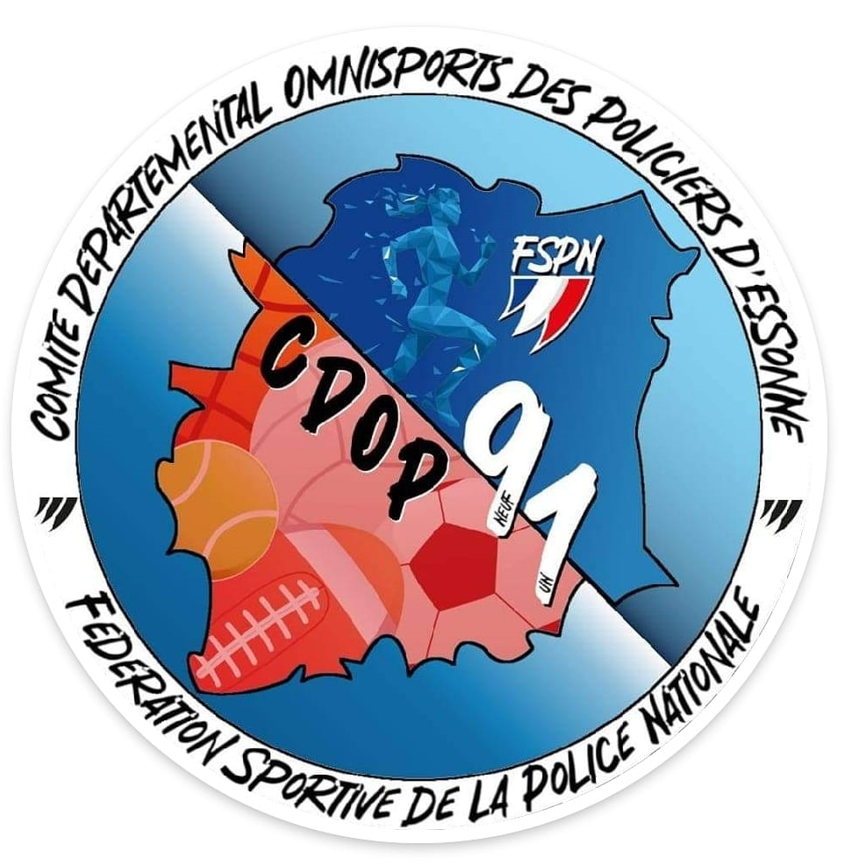 COMITE DEPARTEMENTAL OMNISPORTS DES POLICIERS D'ESSONNE
FSPN
CDOP
91
NEUF
UN
FEDERATION SPORTIVE DE LA POLICE NATIONALE